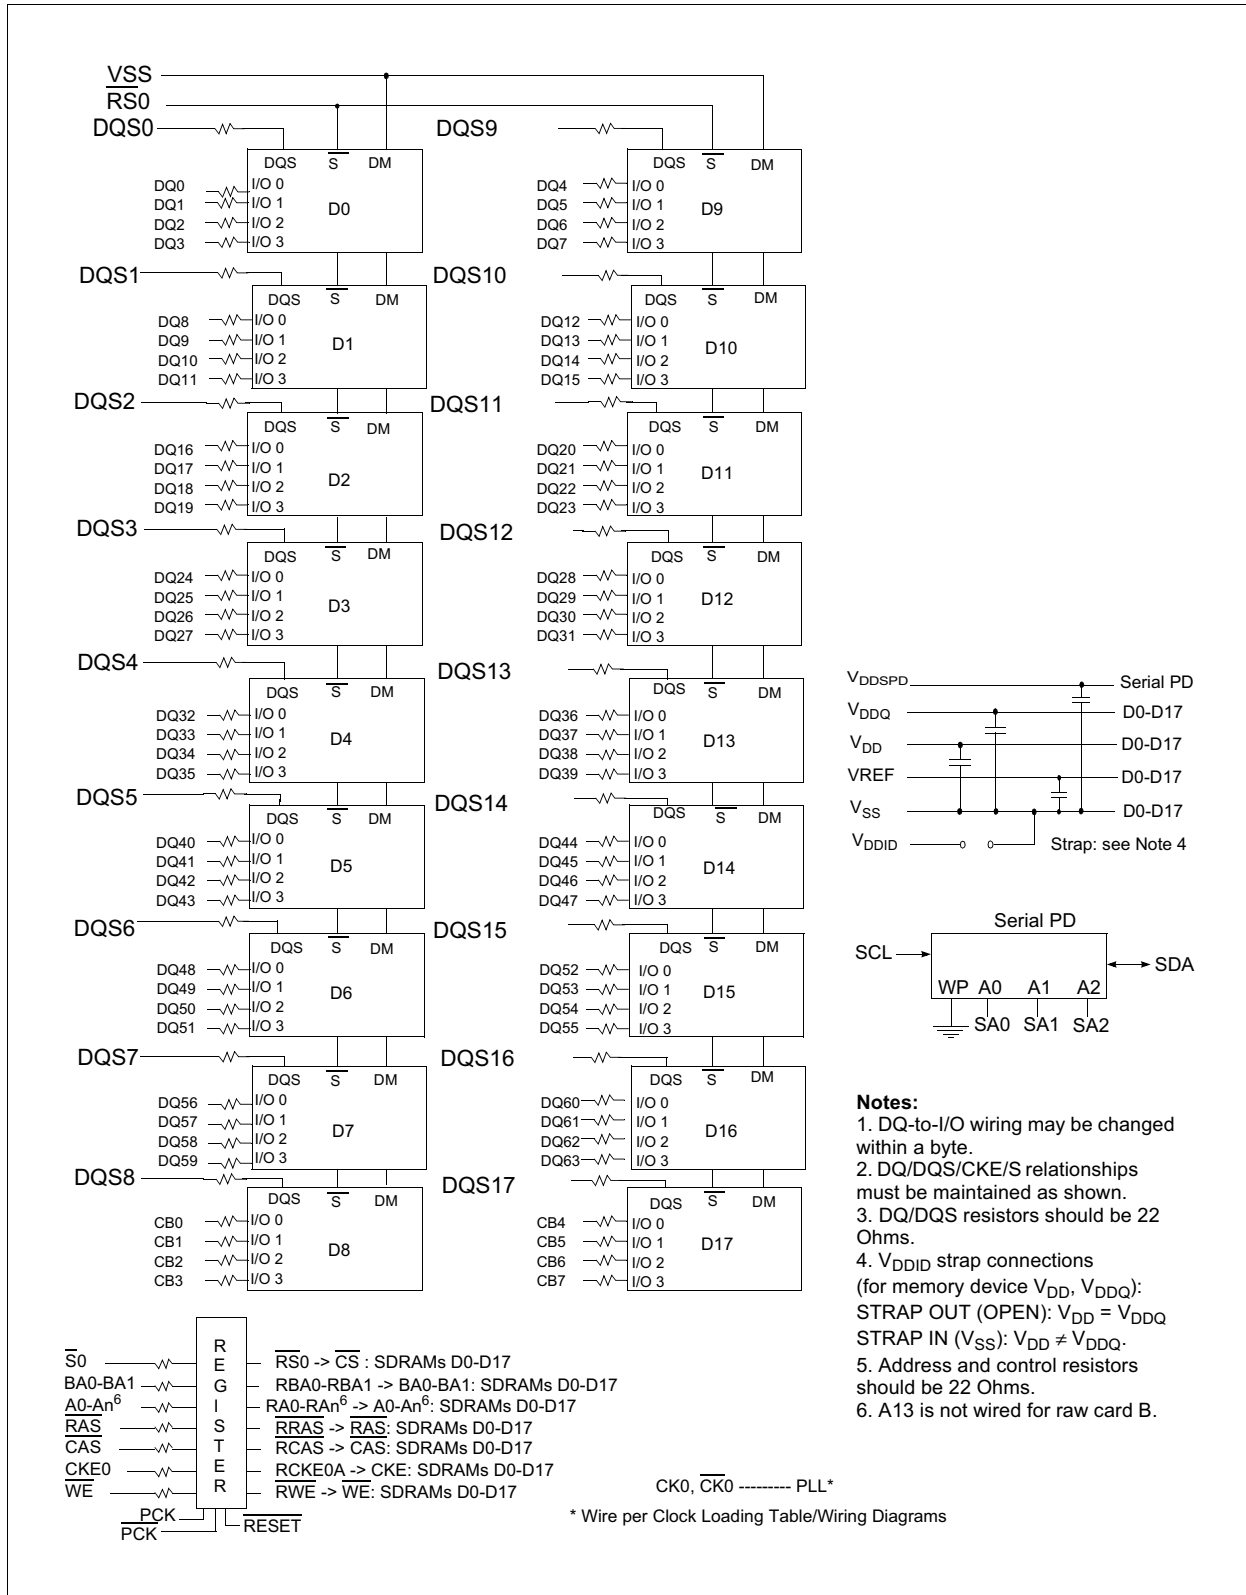 VSS
RS0
DQS0
DQS S DM
DQ0 I/O 0
DQ1 I/O 1
DQ2 I/O 2
DQ3 I/O 3
D0
DQS9
DQS S DM
DQ4 I/O 0
DQ5 I/O 1
DQ6 I/O 2
DQ7 I/O 3
D9
DQS1
DQS S DM
DQ8 I/O 0
DQ9 I/O 1
DQ10 I/O 2
DQ11 I/O 3
D1
DQS10
DQS S DM
DQ12 I/O 0
DQ13 I/O 1
DQ14 I/O 2
DQ15 I/O 3
D10
DQS2
DQS S DM
DQ16 I/O 0
DQ17 I/O 1
DQ18 I/O 2
DQ19 I/O 3
D2
DQS11
DQS S DM
DQ20 I/O 0
DQ21 I/O 1
DQ22 I/O 2
DQ23 I/O 3
D11
DQS3
DQS S DM
DQ24 I/O 0
DQ25 I/O 1
DQ26 I/O 2
DQ27 I/O 3
D3
DQS12
DQS S DM
DQ28 I/O 0
DQ29 I/O 1
DQ30 I/O 2
DQ31 I/O 3
D12
DQS4
DQS S DM
DQ32 I/O 0
DQ33 I/O 1
DQ34 I/O 2
DQ35 I/O 3
D4
DQS13
DQS S DM
DQ36 I/O 0
DQ37 I/O 1
DQ38 I/O 2
DQ39 I/O 3
D13
DQS5
DQS S DM
DQ40 I/O 0
DQ41 I/O 1
DQ42 I/O 2
DQ43 I/O 3
D5
DQS14
DQS S DM
DQ44 I/O 0
DQ45 I/O 1
DQ46 I/O 2
DQ47 I/O 3
D14
DQS6
DQS S DM
DQ48 I/O 0
DQ49 I/O 1
DQ50 I/O 2
DQ51 I/O 3
D6
DQS15
DQS S DM
DQ52 I/O 0
DQ53 I/O 1
DQ54 I/O 2
DQ55 I/O 3
D15
DQS7
DQS S DM
DQ56 I/O 0
DQ57 I/O 1
DQ58 I/O 2
DQ59 I/O 3
D7
DQS16
DQS S DM
DQ60 I/O 0
DQ61 I/O 1
DQ62 I/O 2
DQ63 I/O 3
D16
DQS8
DQS S DM
CB0 I/O 0
CB1 I/O 1
CB2 I/O 2
CB3 I/O 3
D8
DQS17
DQS S DM
CB4 I/O 0
CB5 I/O 1
CB6 I/O 2
CB7 I/O 3
D17
VDDSPD Serial PD
VDDQ D0-D17
VDD D0-D17
VREF D0-D17
VSS D0-D17
VDDID Strap: see Note 4
Serial PD
SCL SDA
WP A0 A1 A2
SA0 SA1 SA2
Notes:
1. DQ-to-I/O wiring may be changed
within a byte.
2. DQ/DQS/CKE/S relationships
must be maintained as shown.
3. DQ/DQS resistors should be 22
Ohms.
4. VDDID strap connections
(for memory device VDD, VDDQ):
STRAP OUT (OPEN): VDD = VDDQ
STRAP IN (VSS): VDD ≠ VDDQ.
5. Address and control resistors
should be 22 Ohms.
6. A13 is not wired for raw card B.
REGISTER
S0 RS0 -> CS : SDRAMs D0-D17
BA0-BA1 RBA0-RBA1 -> BA0-BA1: SDRAMs D0-D17
A0-An6 RA0-RAn6 -> A0-An6: SDRAMs D0-D17
RAS RRAS -> RAS: SDRAMs D0-D17
CAS RCAS -> CAS: SDRAMs D0-D17
CKE0 RCKE0A -> CKE: SDRAMs D0-D17
WE RWE -> WE: SDRAMs D0-D17
PCK
PCK
RESET
CK0, CK0 --------- PLL*
* Wire per Clock Loading Table/Wiring Diagrams